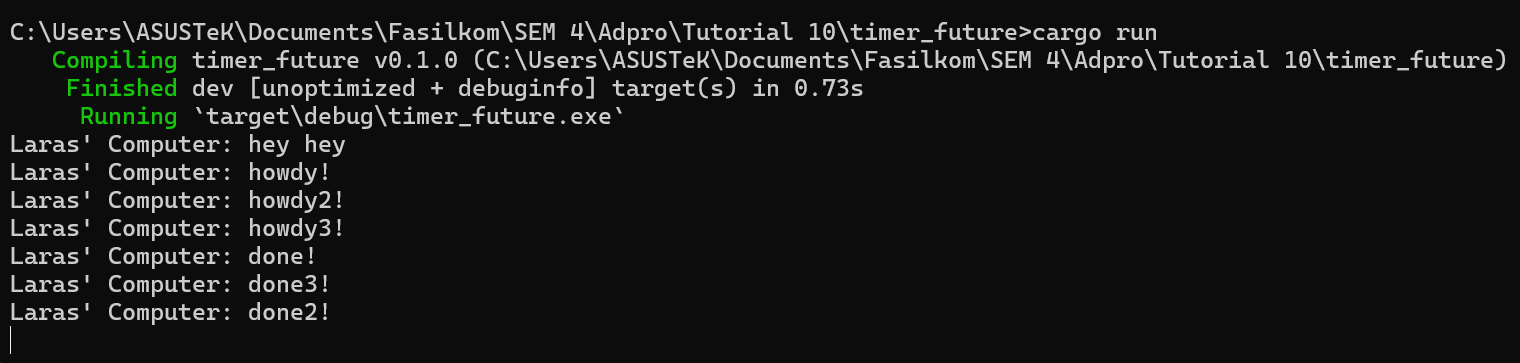 C:\Users\ASUSTeK\Documents\Fasilkom\SEM 4\Adpro\Tutorial 10\timer_future>cargo run
Compiling timer_future v0.1.0 (C:\Users\ASUSTeK\Documents\Fasilkom\SEM 4\Adpro\Tutorial 10\timer_future)
Finished dev [unoptimized + debuginfo] target(s) in 0.73s
Running `target\debug\timer_future.exe`
Laras' Computer: hey hey
Laras' Computer: howdy!
Laras' Computer: howdy2!
Laras' Computer: howdy3!
Laras' Computer: done!
Laras' Computer: done3!
Laras' Computer: done2!